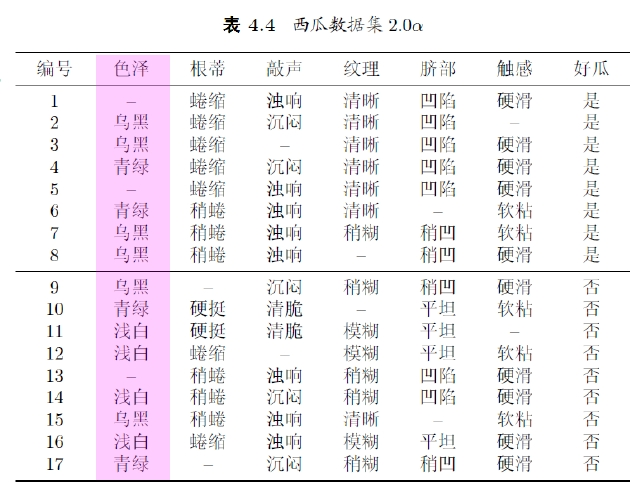 表 4.4 西瓜数据集 2.0α
编号 色泽 根蒂 敲声 纹理 脐部 触感 好瓜
1 – 蜷缩 浊响 清晰 凹陷 硬滑 是
2 乌黑 蜷缩 沉闷 清晰 凹陷 – 是
3 乌黑 蜷缩 – 清晰 凹陷 硬滑 是
4 青绿 蜷缩 沉闷 清晰 凹陷 硬滑 是
5 – 蜷缩 浊响 清晰 凹陷 硬滑 是
6 青绿 稍蜷 浊响 清晰 – 软粘 是
7 乌黑 稍蜷 浊响 稍糊 稍凹 软粘 是
8 乌黑 稍蜷 浊响 – 稍凹 硬滑 是
9 乌黑 – 沉闷 稍糊 稍凹 硬滑 否
10 青绿 硬挺 清脆 – 平坦 软粘 否
11 浅白 硬挺 清脆 模糊 平坦 – 否
12 浅白 蜷缩 – 模糊 平坦 软粘 否
13 – 稍蜷 浊响 稍糊 凹陷 硬滑 否
14 浅白 稍蜷 沉闷 稍糊 凹陷 硬滑 否
15 乌黑 稍蜷 浊响 清晰 – 软粘 否
16 浅白 蜷缩 浊响 模糊 平坦 硬滑 否
17 青绿 – 沉闷 稍糊 稍凹 硬滑 否